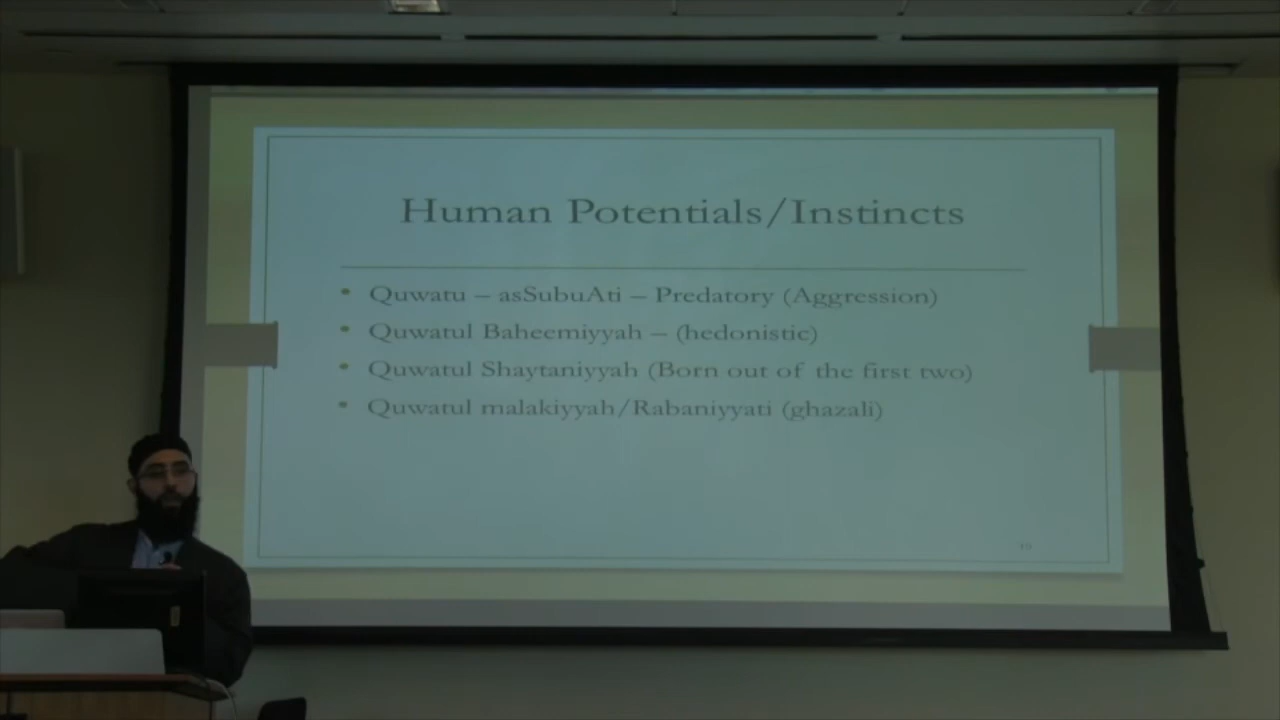 Human Potentials/Instincts
• Quwatu – asSubuAti – Predatory (Aggression)
• Quwatul Baheemiyyah – (hedonistic)
• Quwatul Shaytaniyyah (Born out of the first two)
• Quwatul malakiyyah/Rabaniyyati (ghazali)
15